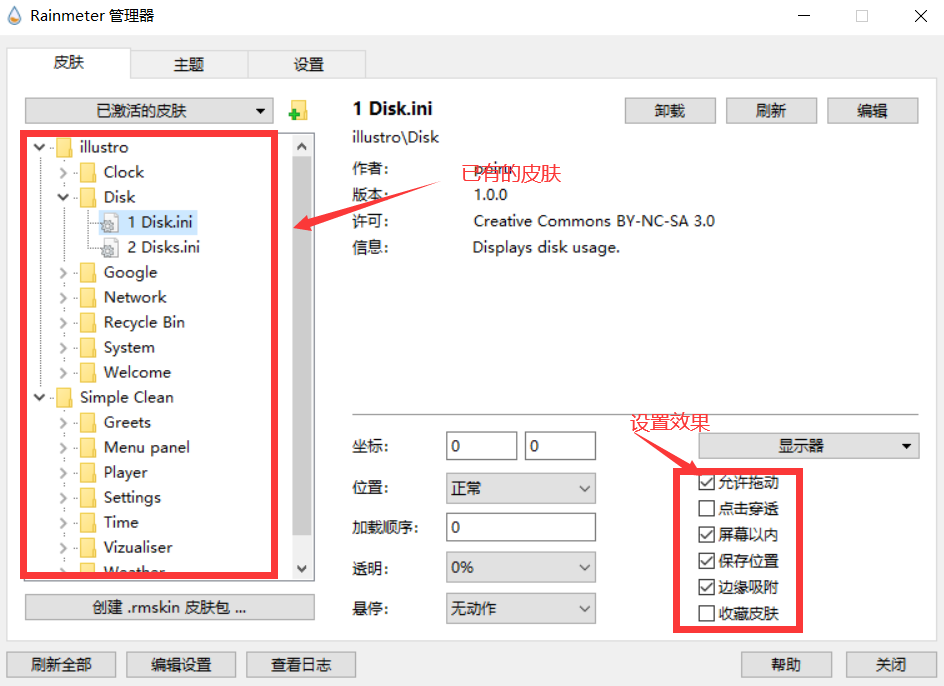 Rainmeter 管理器
皮肤
主题
设置
已激活的皮肤
illustro
Clock
Disk
1 Disk.ini
2 Disks.ini
Google
Network
Recycle Bin
System
Welcome
Simple Clean
Greets
Menu panel
Player
Settings
Time
Vizualiser
Weather
创建 .rmskin 皮肤包 ...
1 Disk.ini
卸载
刷新
编辑
illustro\Disk
作者: poiru
已有的皮肤
版本: 1.0.0
许可: Creative Commons BY-NC-SA 3.0
信息: Displays disk usage.
设置效果
坐标: 0 0
显示器
位置: 正常
加载顺序: 0
透明: 0%
悬停: 无动作
允许拖动
点击穿透
屏幕以内
保存位置
边缘吸附
收藏皮肤
刷新全部
编辑设置
查看日志
帮助
关闭